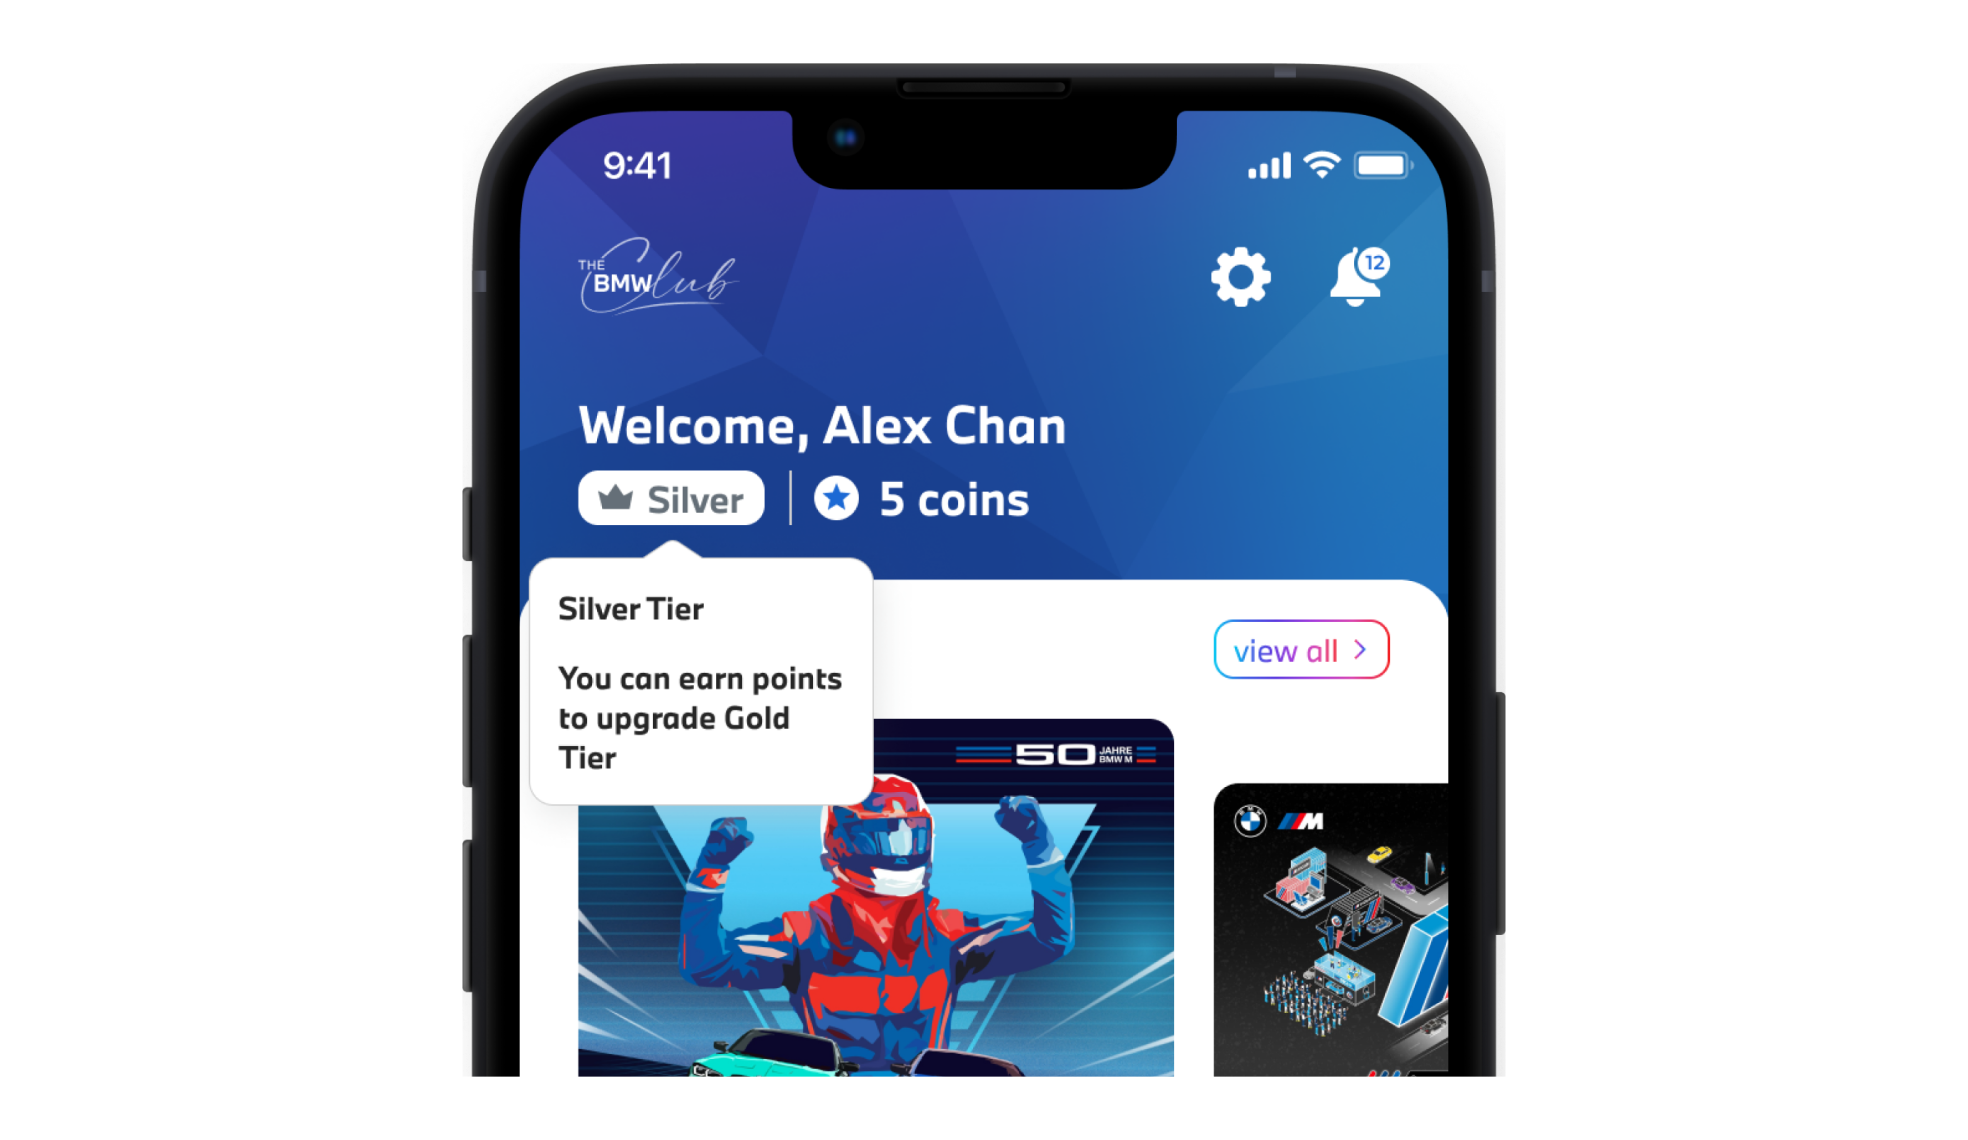 9:41
THE
BMW Club
12
Welcome, Alex Chan
Silver
5 coins
Silver Tier
You can earn points
to upgrade Gold
Tier
view all
50 JAHRE
BMW M
BMW
M